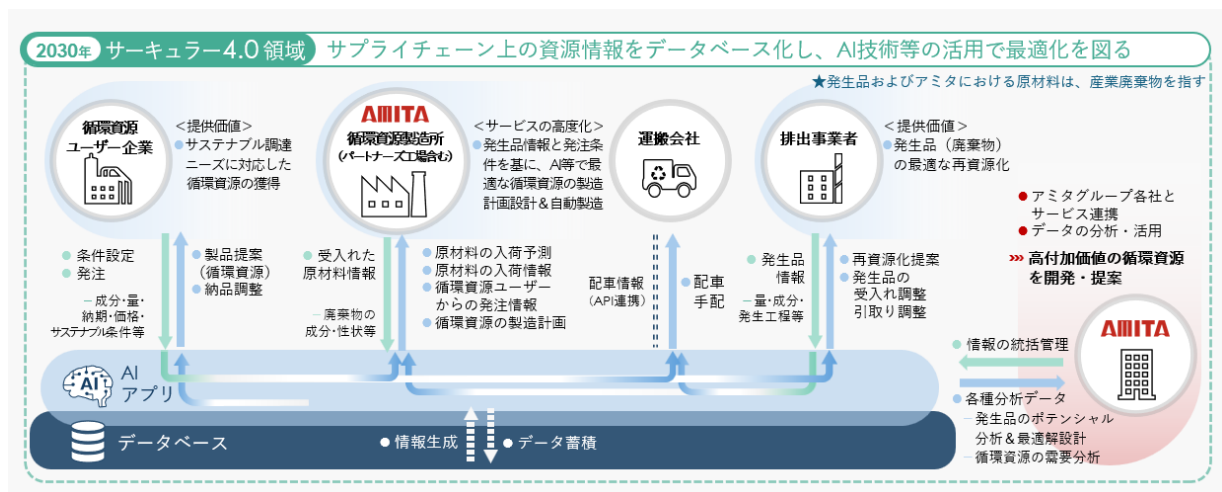 2030年 サーキュラー4.0 領域 サプライチェーン上の資源情報をデータベース化し、AI技術等の活用で最適化を図る
★発生品およびアミタにおける原材料は、産業廃棄物を指す
循環資源
ユーザー企業
＜提供価値＞
サステナブル調達
ニーズに対応した
循環資源の獲得
AMITA
循環資源製造所
(パートナーズ工場含む)
＜サービスの高度化＞
発生品情報と発注条
件を基に、AI等で最
適な循環資源の製造
計画設計＆自動製造
運搬会社
排出事業者
＜提供価値＞
発生品（廃棄物）
の最適な再資源化
条件設定
発注
－成分・量・
納期・価格・
サステナブル条件等
製品提案
（循環資源）
納品調整
受入れた
原材料情報
－廃棄物の
成分・性状等
原材料の入荷予測
原材料の入荷情報
循環資源ユーザー
からの発注情報
循環資源の製造計画
配車情報
（API連携）
配車
手配
発生品
情報
－量・成分・
発生工程等
再資源化提案
発生品の
受入れ調整
引取り調整
アミタグループ各社と
サービス連携
データの分析・活用
高付加価値の循環資源
を開発・提案
AMITA
情報の統括管理
各種分析データ
－発生品のポテンシャル
分析＆最適解設計
－循環資源の需要分析
AI
AI
アプリ
データベース
●情報生成
●データ蓄積